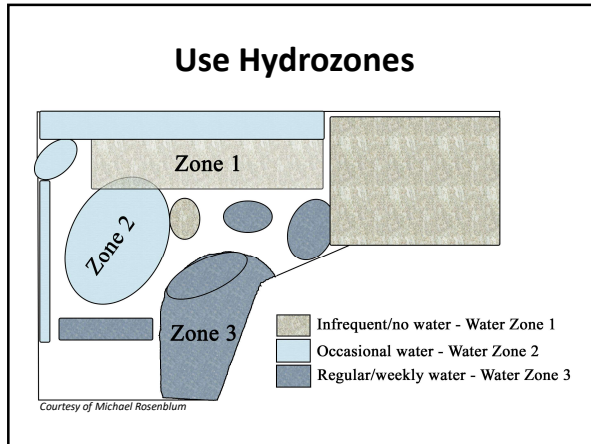 Use Hydrozones
Zone 1
Zone 2
Zone 3
Infrequent/no water - Water Zone 1
Occasional water - Water Zone 2
Regular/weekly water - Water Zone 3
Courtesy of Michael Rosenblum